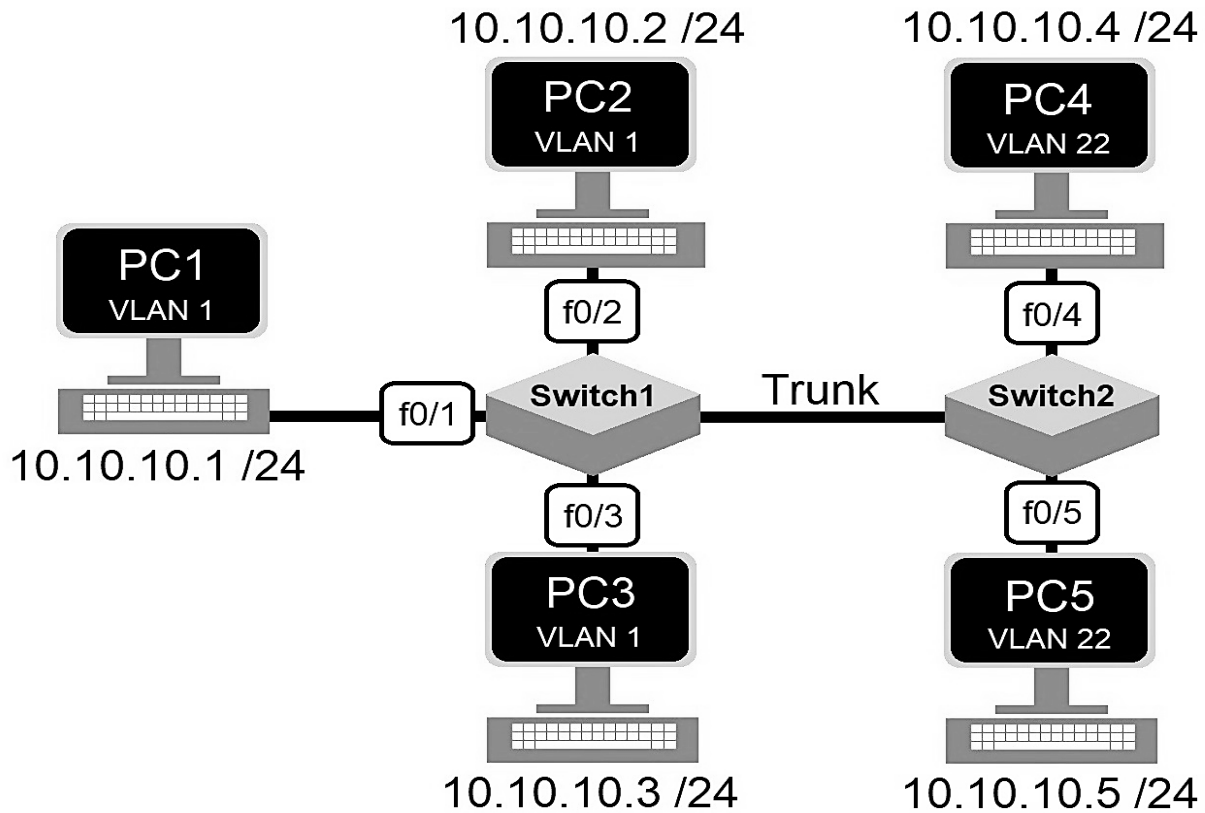 10.10.10.2 /24
10.10.10.4 /24
PC2
VLAN 1
PC4
VLAN 22
PC1
VLAN 1
f0/2
f0/4
Switch1
Trunk
Switch2
f0/1
10.10.10.1 /24
f0/3
f0/5
PC3
VLAN 1
PC5
VLAN 22
10.10.10.3 /24
10.10.10.5 /24